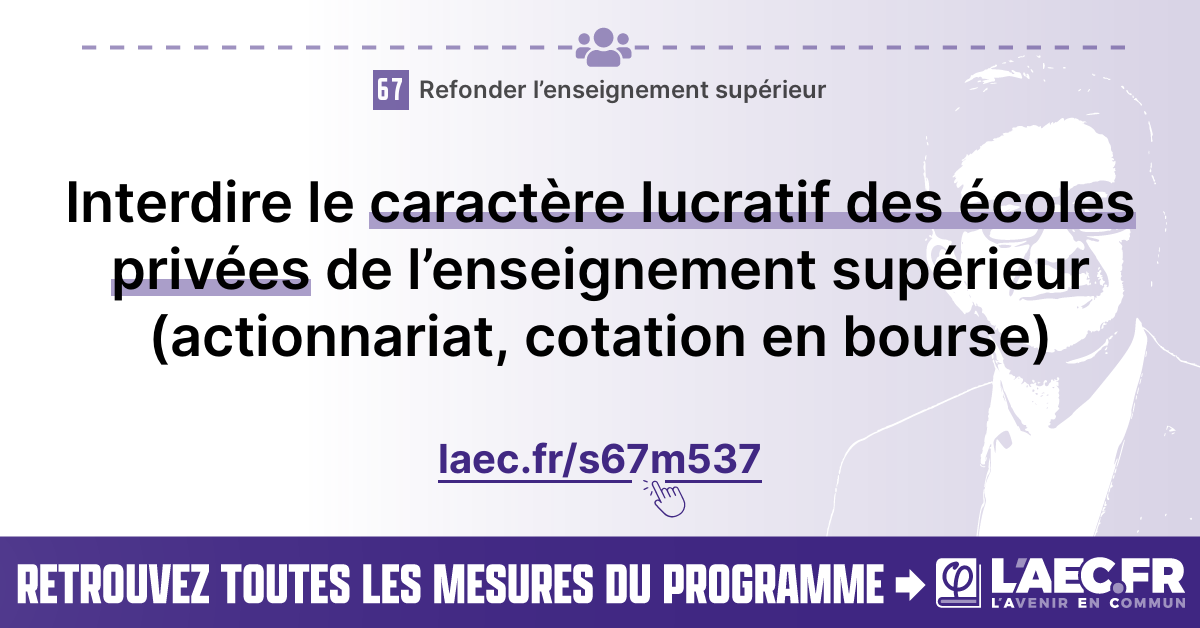 67 Refonder l’enseignement supérieur
Interdire le caractère lucratif des écoles
privées de l’enseignement supérieur
(actionnariat, cotation en bourse)
laec.fr/s67m537
RETROUVEZ TOUTES LES MESURES DU PROGRAMME
L'AEC.FR
L'AVENIR EN COMMUN